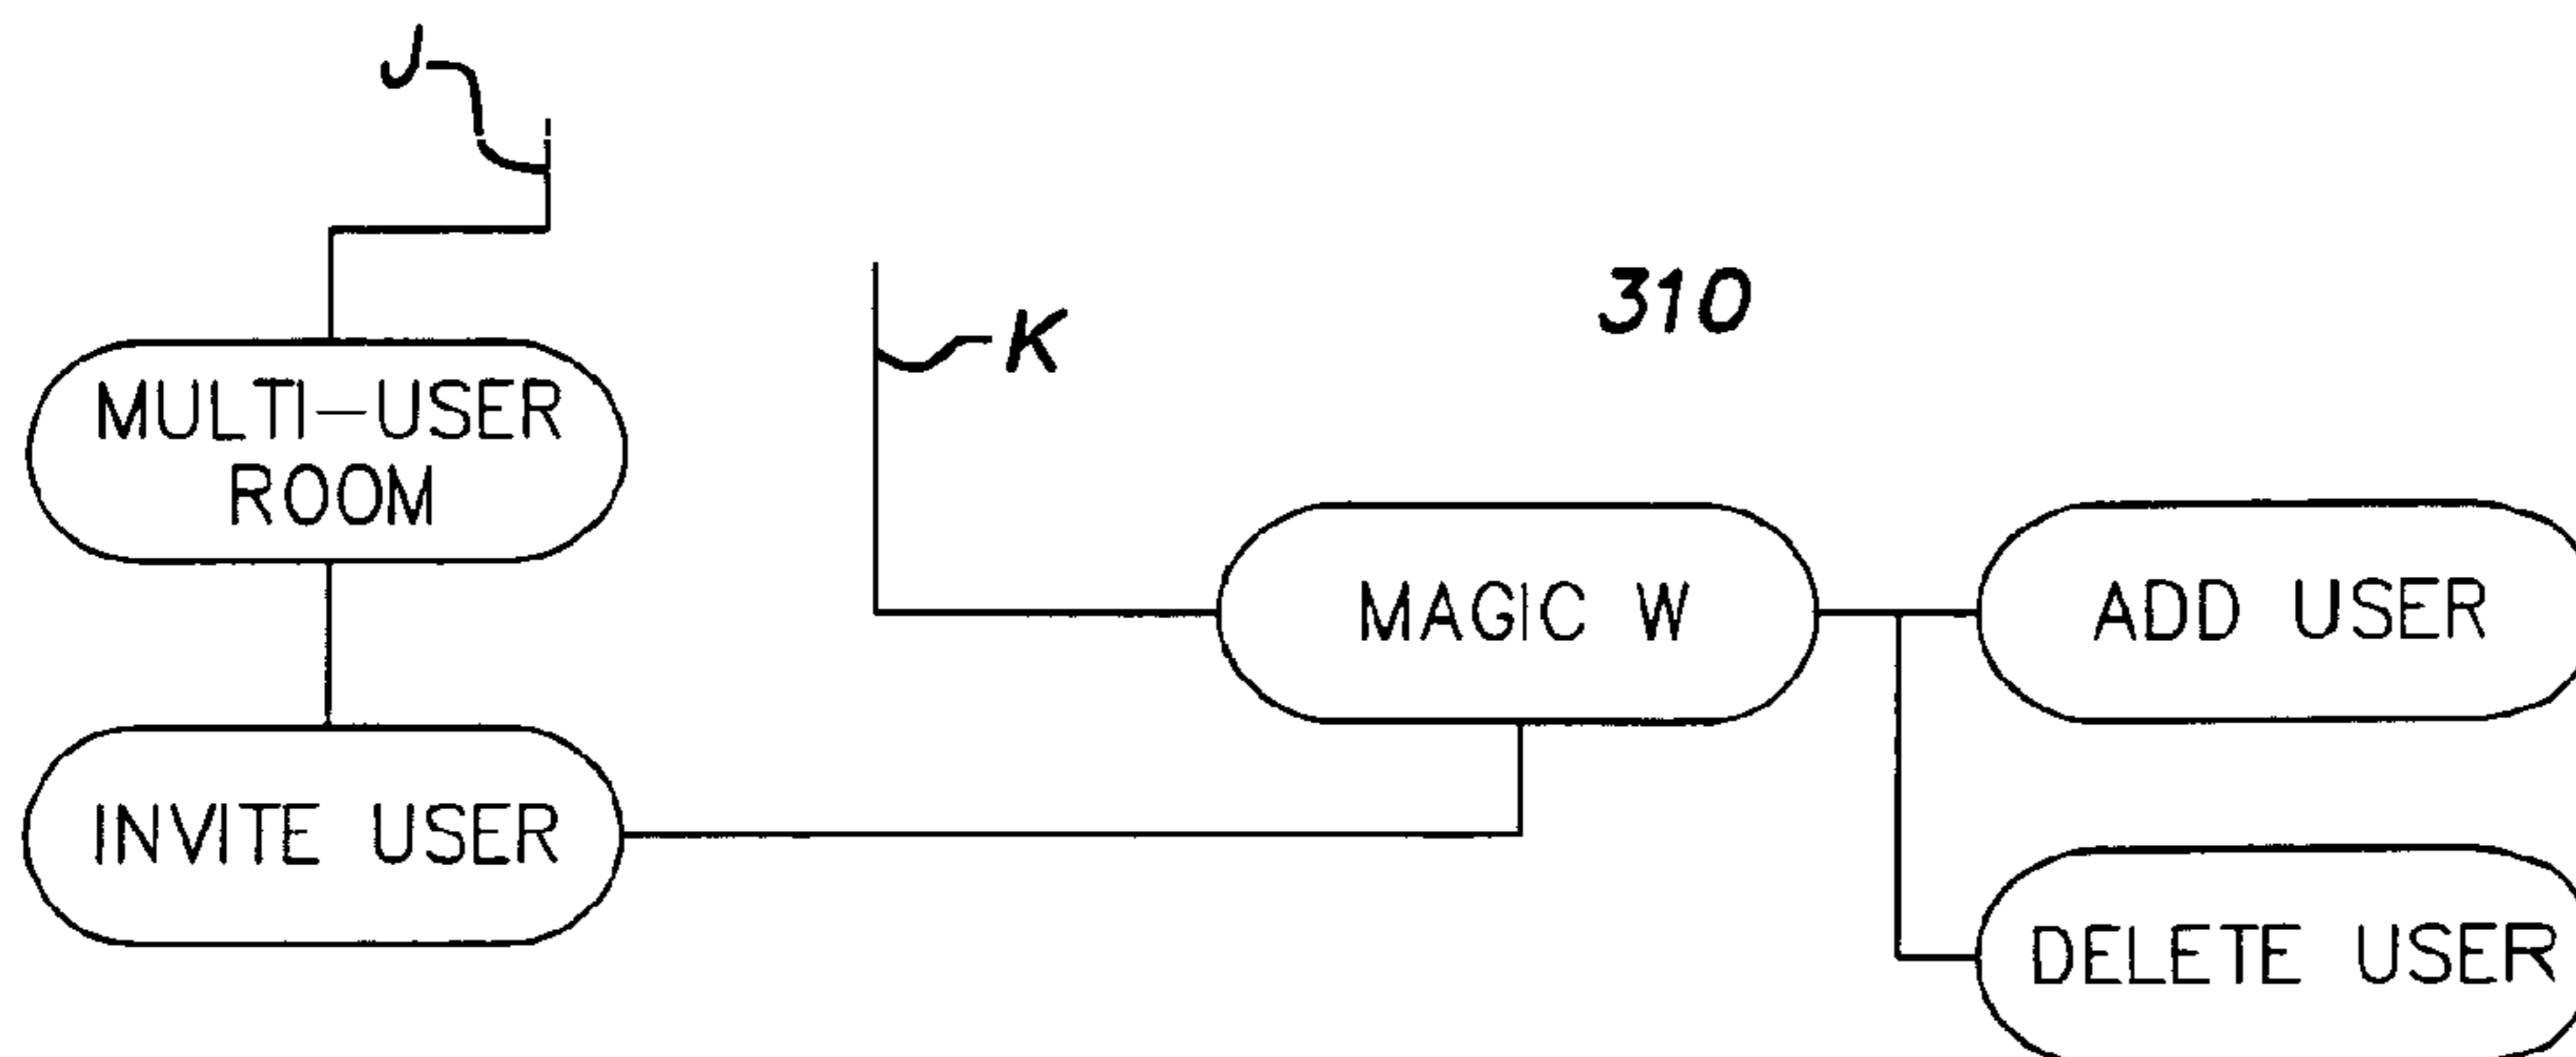 J
K
310
MULTI-USER
ROOM
MAGIC W
ADD USER
INVITE USER
DELETE USER